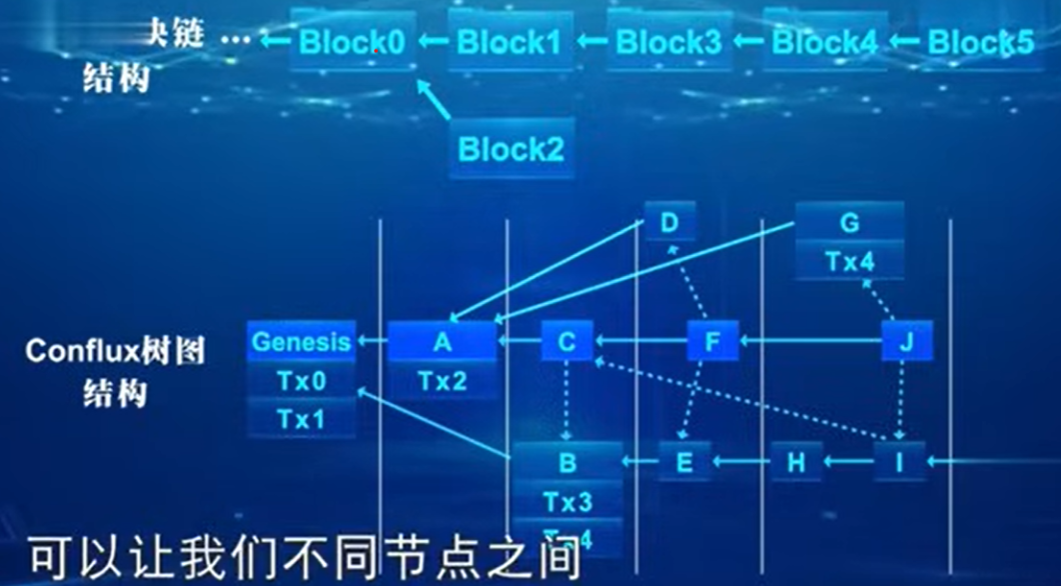 块链 ... Block0 Block1 Block3 Block4 Block5
结构
Block2
D
G
Tx4
Conflux树图
结构
Genesis A C F J
Tx0 Tx2
Tx1
B E H I
Tx3
Tx4
可以让我们不同节点之间